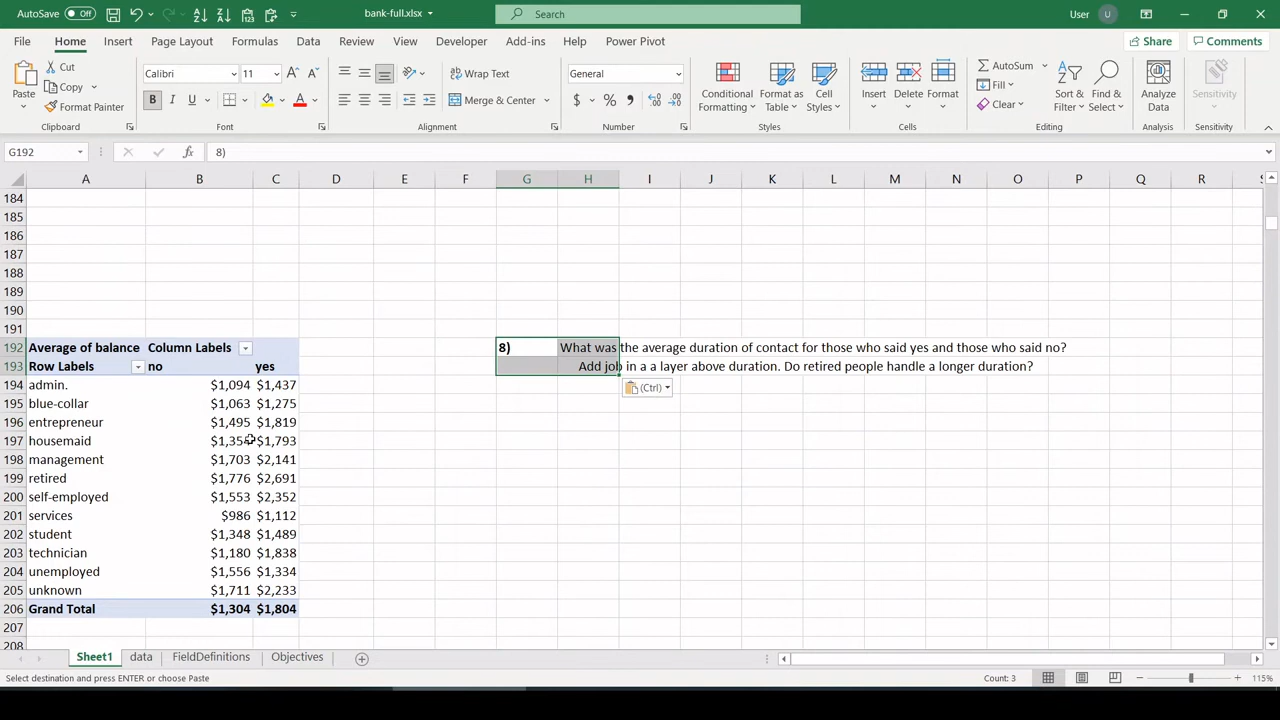 AutoSave Off bank-full.xlsx Search User U
File Home Insert Page Layout Formulas Data Review View Developer Add-ins Help Power Pivot Share Comments
Paste Cut Copy Format Painter Clipboard
Calibri 11 B I U A Font
Wrap Text Merge & Center Alignment
General $ % Number
Conditional Formatting Format as Table Cell Styles Styles
Insert Delete Format Cells
AutoSum Fill Clear Sort & Filter Find & Select Editing
Analyze Data Analysis
Sensitivity Sensitivity
G192 fx 8)
A B C D E F G H I J K L M N O P Q R S
184
185
186
187
188
189
190
191
192 Average of balance Column Labels 8) What was the average duration of contact for those who said yes and those who said no?
193 Row Labels no yes Add job in a a layer above duration. Do retired people handle a longer duration?
194 admin. $1,094 $1,437 (Ctrl)
195 blue-collar $1,063 $1,275
196 entrepreneur $1,495 $1,819
197 housemaid $1,35 $1,793
198 management $1,703 $2,141
199 retired $1,776 $2,691
200 self-employed $1,553 $2,352
201 services $986 $1,112
202 student $1,348 $1,489
203 technician $1,180 $1,838
204 unemployed $1,556 $1,334
205 unknown $1,711 $2,233
206 Grand Total $1,304 $1,804
207
208
Sheet1 data FieldDefinitions Objectives
Select destination and press ENTER or choose Paste Count: 3 115%